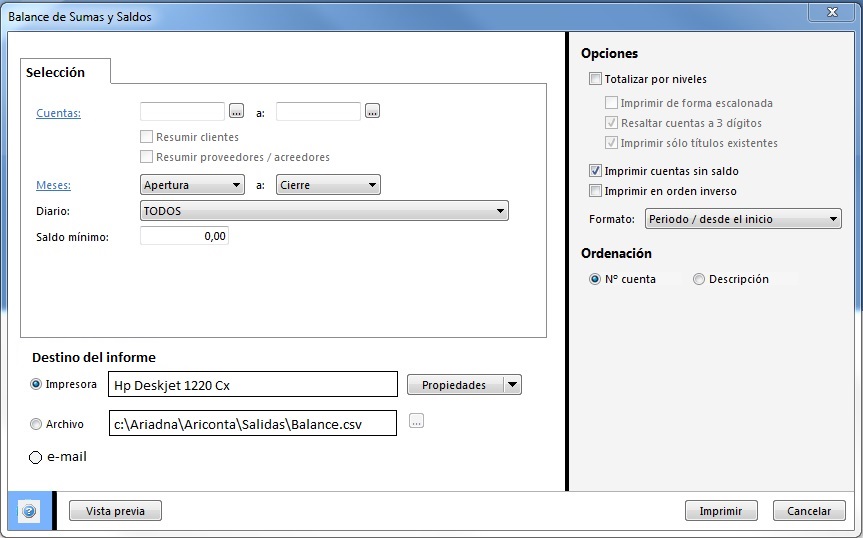 Balance de Sumas y Saldos
Selección
Cuentas: ... a: ...
Resumir clientes
Resumir proveedores / acreedores
Meses: Apertura a: Cierre
Diario: TODOS
Saldo mínimo: 0,00
Destino del informe
Impresora Hp Deskjet 1220 Cx Propiedades
Archivo c:\Ariadna\Ariconta\Salidas\Balance.csv ...
e-mail
Opciones
Totalizar por niveles
Imprimir de forma escalonada
Resaltar cuentas a 3 dígitos
Imprimir sólo títulos existentes
Imprimir cuentas sin saldo
Imprimir en orden inverso
Formato: Periodo / desde el inicio
Ordenación
Nº cuenta Descripción
? Vista previa Imprimir Cancelar